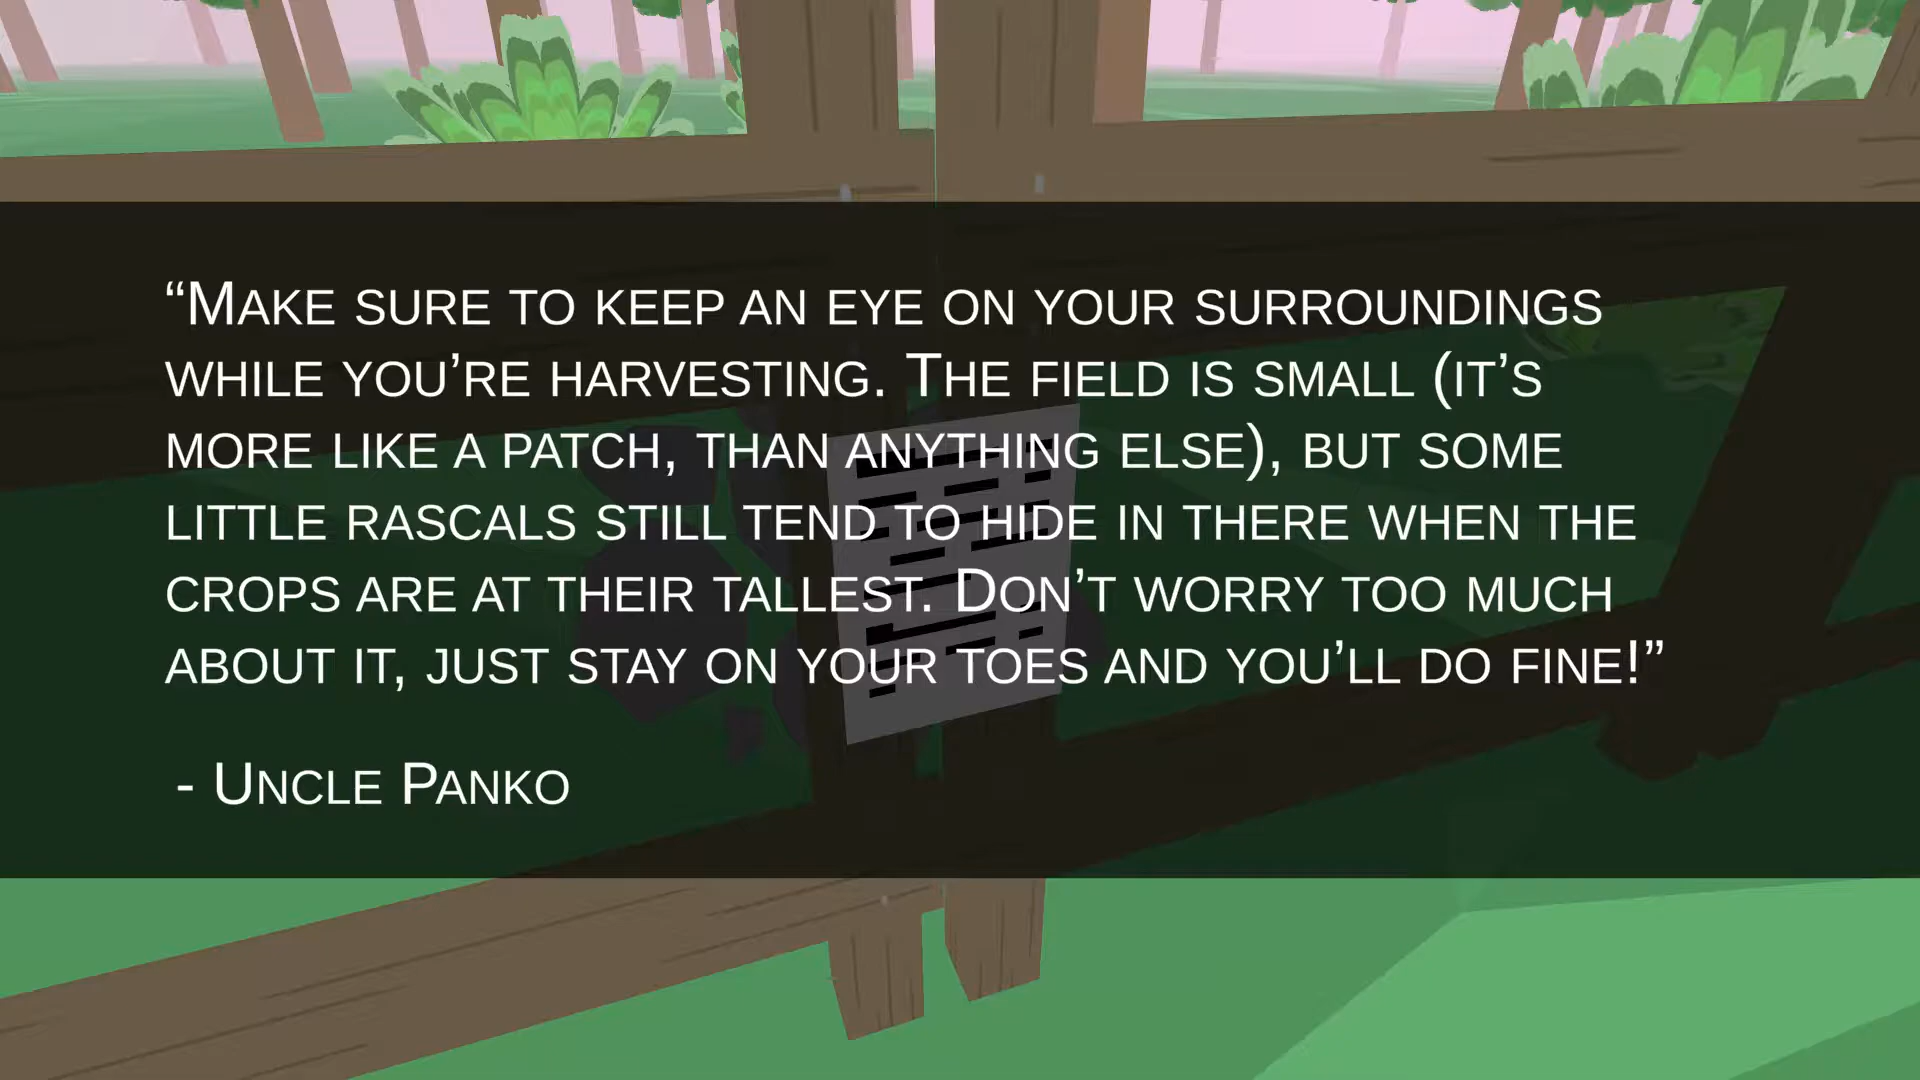 “Make sure to keep an eye on your surroundings
while you’re harvesting. The field is small (it’s
more like a patch, than anything else), but some
little rascals still tend to hide in there when the
crops are at their tallest. Don’t worry too much
about it, just stay on your toes and you’ll do fine!”
- Uncle Panko